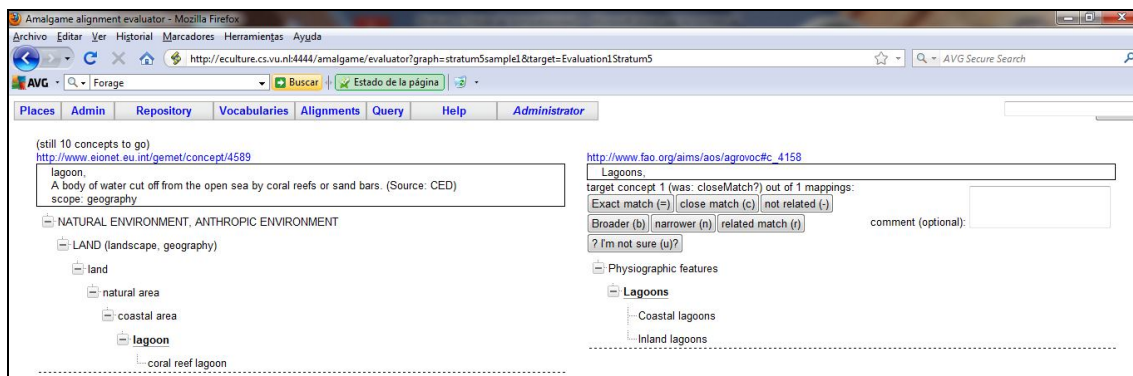 Amalgame alignment evaluator - Mozilla Firefox
Archivo Editar Ver Historial Marcadores Herramientas Ayuda
http://eculture.cs.vu.nl:4444/amalgame/evaluator?graph=stratum5sample1&target=Evaluation1Stratum5
AVG Secure Search
AVG Forage Buscar Estado de la página
Places Admin Repository Vocabularies Alignments Query Help Administrator
(still 10 concepts to go)
http://www.eionet.eu.int/gemet/concept/4589
lagoon,
A body of water cut off from the open sea by coral reefs or sand bars. (Source: CED)
scope: geography
NATURAL ENVIRONMENT, ANTHROPIC ENVIRONMENT
LAND (landscape, geography)
land
natural area
coastal area
lagoon
coral reef lagoon
http://www.fao.org/aims/aos/agrovoc#c_4158
Lagoons,
target concept 1 (was: closeMatch?) out of 1 mappings:
Exact match (=) close match (c) not related (-)
Broader (b) narrower (n) related match (r) comment (optional):
? I'm not sure (u)?
Physiographic features
Lagoons
Coastal lagoons
Inland lagoons